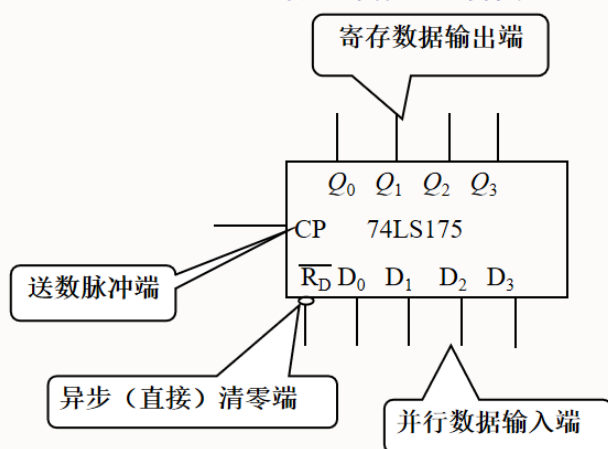 寄存数据输出端
Q0 Q1 Q2 Q3
CP 74LS175
送数脉冲端
R̅D̅ D0 D1 D2 D3
异步（直接）清零端
并行数据输入端